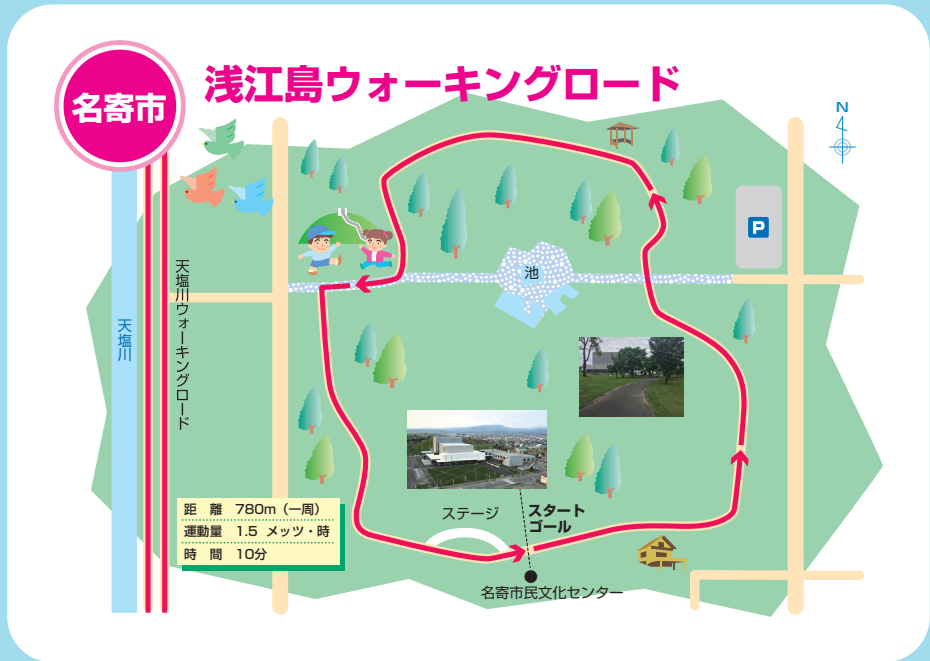 名寄市
浅江島ウォーキングロード
N
P
池
天塩川
天塩川ウォーキングロード
距　離　780m（一周）
運動量　1.5 メッツ・時
時　間　10分
ステージ
スタート
ゴール
名寄市民文化センター